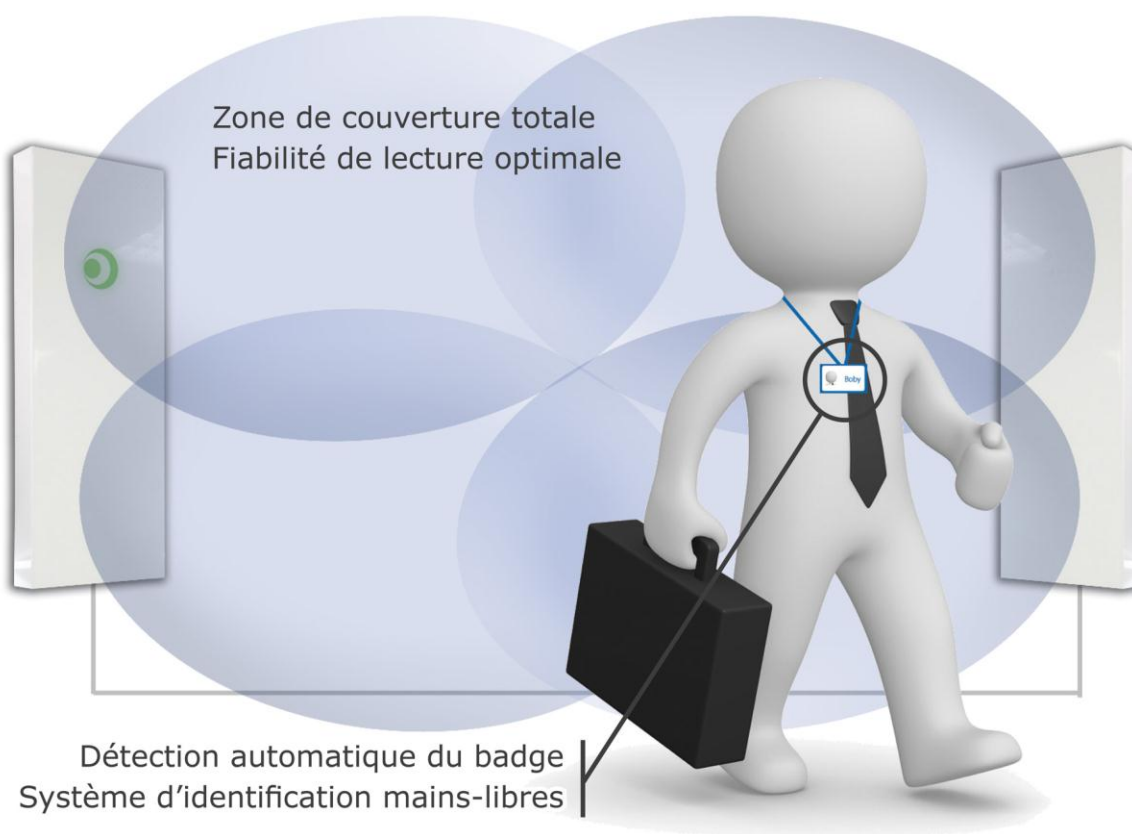 Zone de couverture totale
Fiabilité de lecture optimale
Boby
Détection automatique du badge
Système d'identification mains-libres